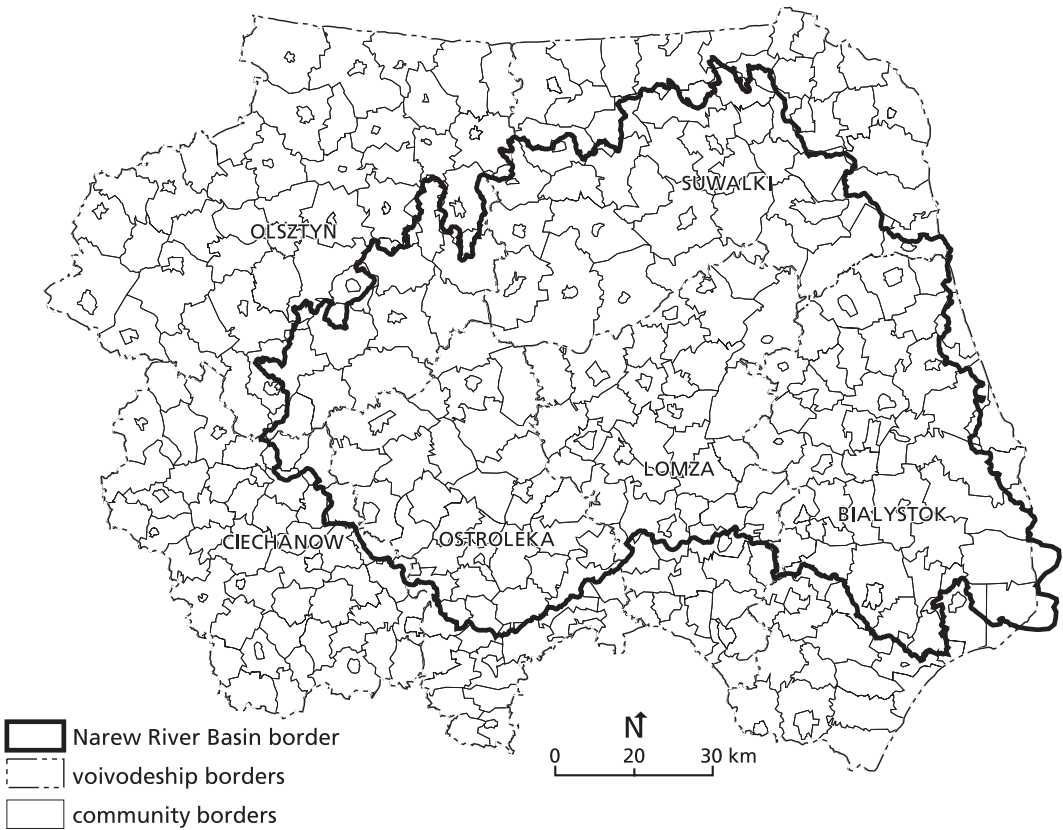 SUWALKI
OLSZTYN
LOMZA
BIALYSTOK
CIECHANOW
OSTROLEKA
N
0 20 30 km
Narew River Basin border
voivodeship borders
community borders